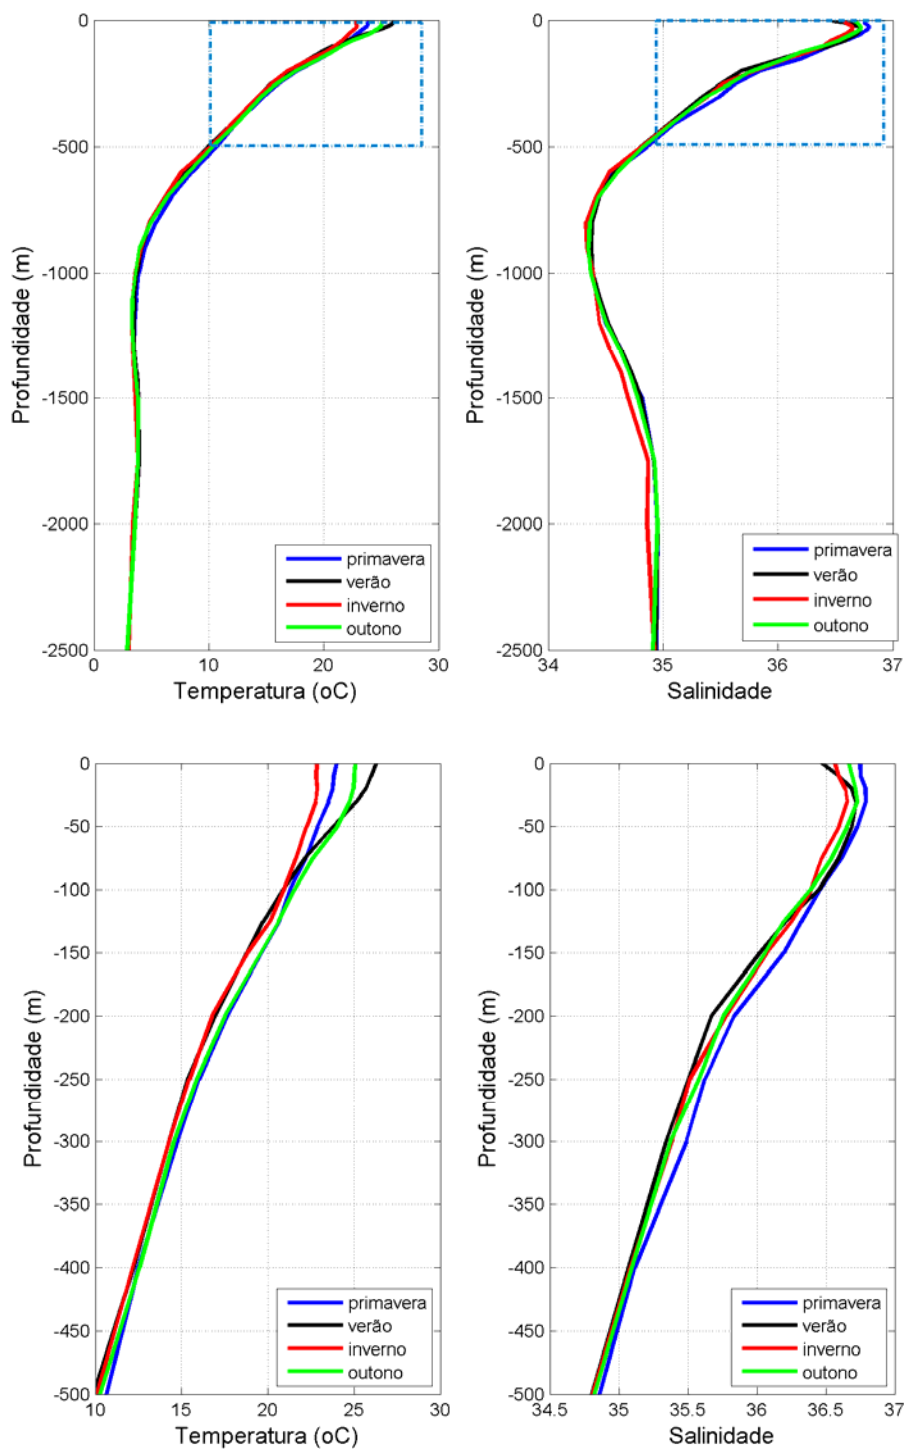 0
-500
-1000
-1500
-2000
-2500
0
10
20
30
Profundidade (m)
Temperatura (oC)
primavera
verão
inverno
outono
0
-500
-1000
-1500
-2000
-2500
34
35
36
37
Profundidade (m)
Salinidade
primavera
verão
inverno
outono
0
-50
-100
-150
-200
-250
-300
-350
-400
-450
-500
10
15
20
25
30
Profundidade (m)
Temperatura (oC)
primavera
verão
inverno
outono
0
-50
-100
-150
-200
-250
-300
-350
-400
-450
-500
34.5
35
35.5
36
36.5
37
Profundidade (m)
Salinidade
primavera
verão
inverno
outono